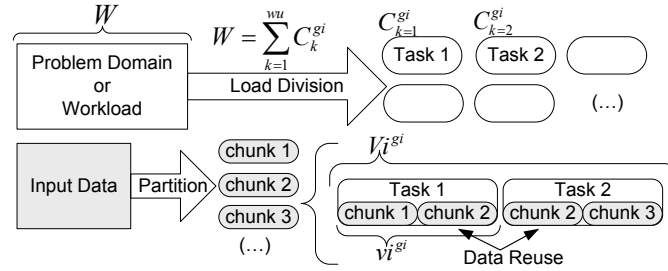 W
W = \sum_{k=1}^{wu} C_k^{gi}
C_{k=1}^{gi}
C_{k=2}^{gi}
Problem Domain
or
Workload
Load Division
Task 1
Task 2
(...)
Input Data
Partition
chunk 1
chunk 2
chunk 3
(...)
Vi^{gi}
Task 1
Task 2
chunk 1
chunk 2
chunk 2
chunk 3
vi^{gi}
Data Reuse